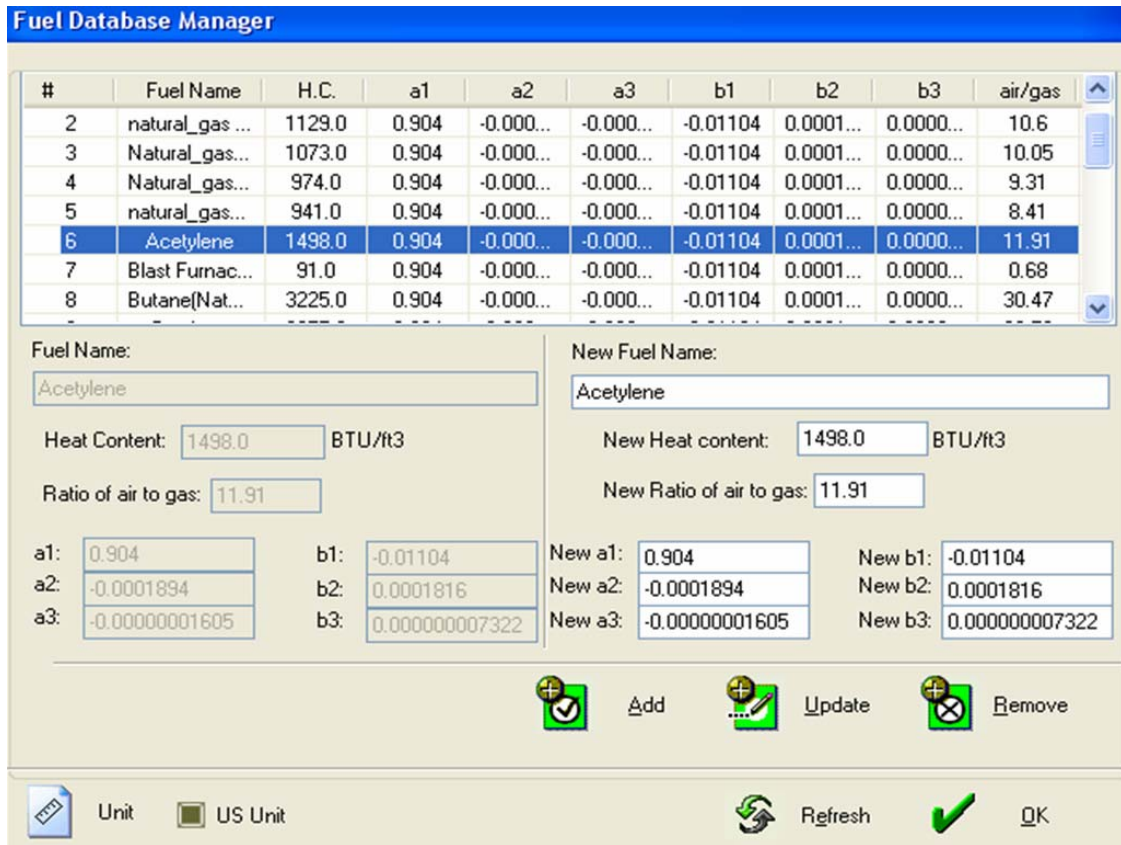 Fuel Database Manager
# Fuel Name H.C. a1 a2 a3 b1 b2 b3 air/gas
2 natural_gas ... 1129.0 0.904 -0.000... -0.000... -0.01104 0.0001... 0.0000... 10.6
3 Natural_gas... 1073.0 0.904 -0.000... -0.000... -0.01104 0.0001... 0.0000... 10.05
4 Natural_gas... 974.0 0.904 -0.000... -0.000... -0.01104 0.0001... 0.0000... 9.31
5 natural_gas... 941.0 0.904 -0.000... -0.000... -0.01104 0.0001... 0.0000... 8.41
6 Acetylene 1498.0 0.904 -0.000... -0.000... -0.01104 0.0001... 0.0000... 11.91
7 Blast Furnac... 91.0 0.904 -0.000... -0.000... -0.01104 0.0001... 0.0000... 0.68
8 Butane(Nat... 3225.0 0.904 -0.000... -0.000... -0.01104 0.0001... 0.0000... 30.47
Fuel Name:
Acetylene
Heat Content: 1498.0 BTU/ft3
Ratio of air to gas: 11.91
a1: 0.904 b1: -0.01104
a2: -0.0001894 b2: 0.0001816
a3: -0.00000001605 b3: 0.000000007322
New Fuel Name:
Acetylene
New Heat content: 1498.0 BTU/ft3
New Ratio of air to gas: 11.91
New a1: 0.904 New b1: -0.01104
New a2: -0.0001894 New b2: 0.0001816
New a3: -0.00000001605 New b3: 0.000000007322
Add Update Remove
Unit US Unit Refresh OK